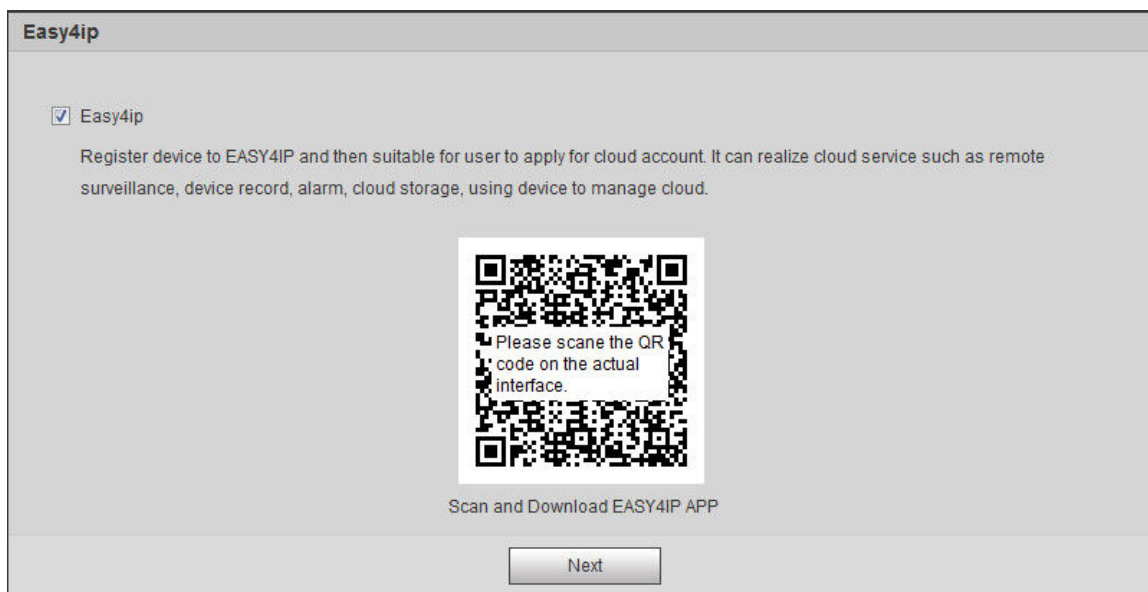 Easy4ip
Easy4ip
Register device to EASY4IP and then suitable for user to apply for cloud account. It can realize cloud service such as remote
surveillance, device record, alarm, cloud storage, using device to manage cloud.
Please scane the QR
code on the actual
interface.
Scan and Download EASY4IP APP
Next